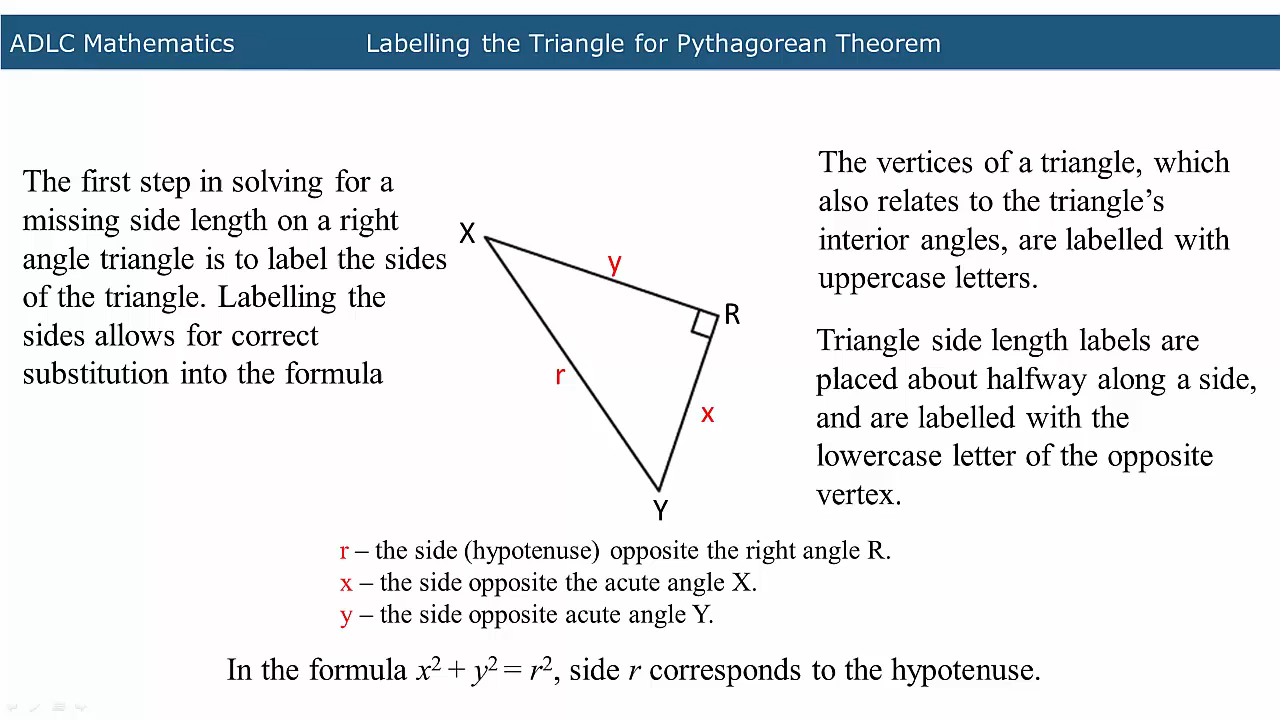 ADLC Mathematics
Labelling the Triangle for Pythagorean Theorem
The first step in solving for a
missing side length on a right
angle triangle is to label the sides
of the triangle. Labelling the
sides allows for correct
substitution into the formula
X
y
R
r
x
Y
The vertices of a triangle, which
also relates to the triangle’s
interior angles, are labelled with
uppercase letters.
Triangle side length labels are
placed about halfway along a side,
and are labelled with the
lowercase letter of the opposite
vertex.
r – the side (hypotenuse) opposite the right angle R.
x – the side opposite the acute angle X.
y – the side opposite acute angle Y.
In the formula x² + y² = r², side r corresponds to the hypotenuse.